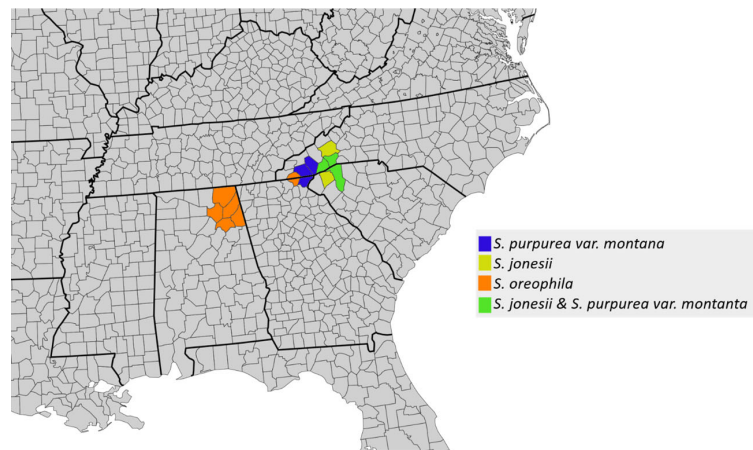 S. purpurea var. montana
S. jonesii
S. oreophila
S. jonesii & S. purpurea var. montanta